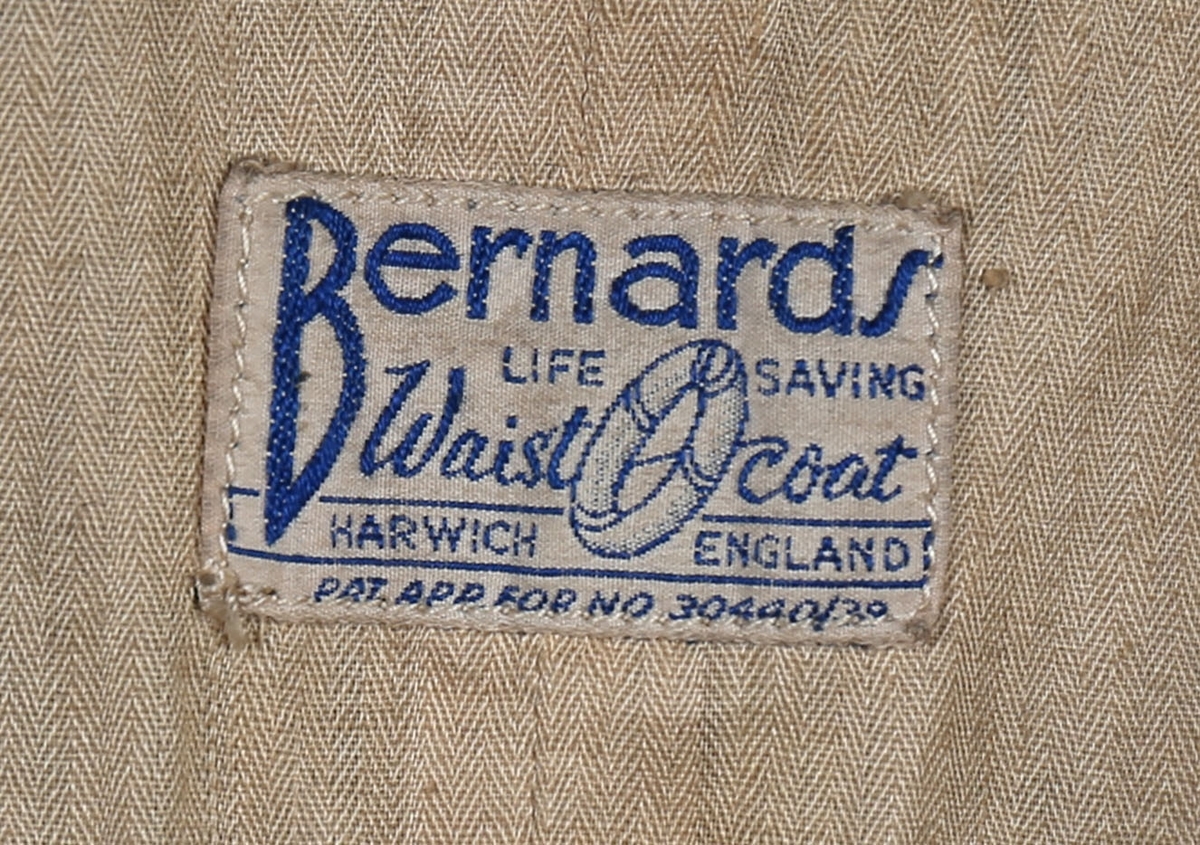 Bernards
LIFE SAVING
Waist coat
HARWICH ENGLAND
PAT. APP. FOR NO 30440/39